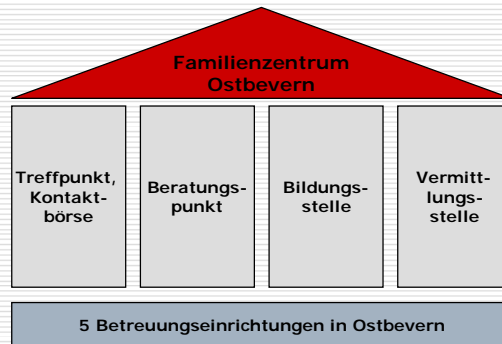 Familienzentrum
Ostbevern
Treffpunkt,
Kontakt-
börse
Beratungs-
punkt
Bildungs-
stelle
Vermitt-
lungs-
stelle
5 Betreuungseinrichtungen in Ostbevern